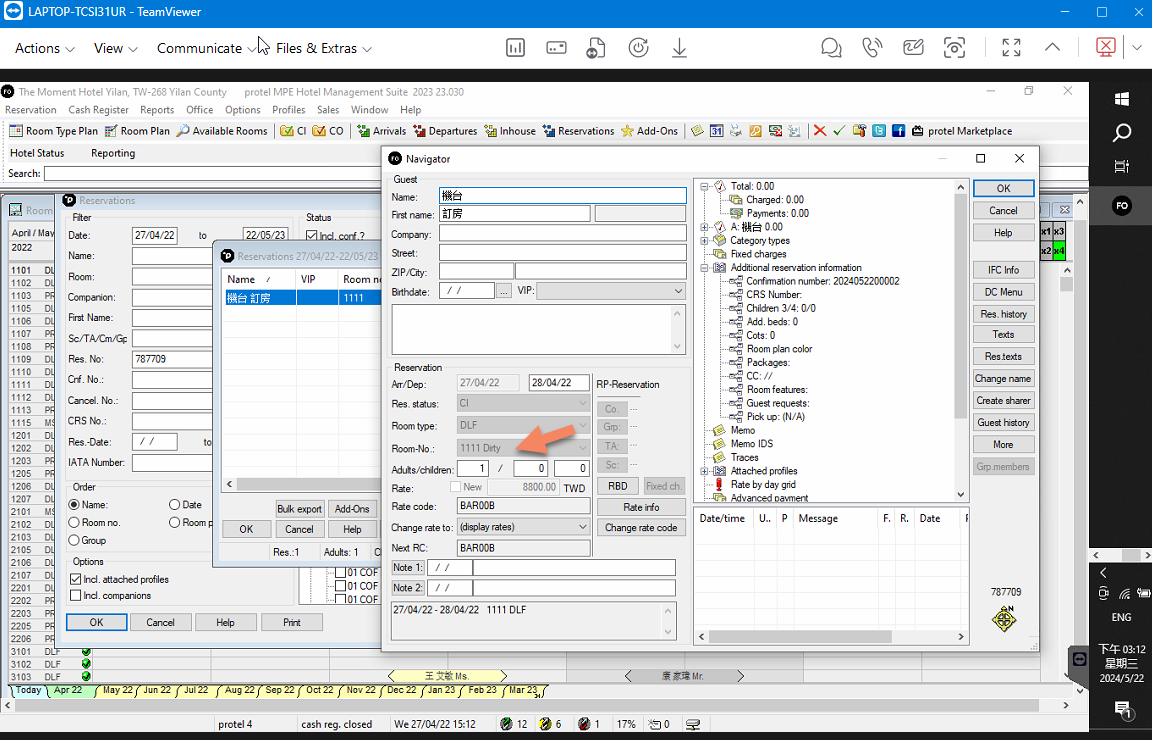 LAPTOP-TCSI31UR - TeamViewer
Actions View Communicate Files & Extras
The Moment Hotel Yilan, TW-268 Yilan County protel MPE Hotel Management Suite 2023 23.030
Reservation Cash Register Reports Office Options Profiles Sales Window Help
Room Type Plan Room Plan Available Rooms CI CO Arrivals Departures Inhouse Reservations Add-Ons 31 protel Marketplace
Hotel Status Reporting
Search:
Room
April / May
2022
1101 DL
1102 DL
1103 PR
1105 DL
1106 DL
1107 PR
1108 PR
1109 DL
1110 DL
1111 DL
1112 DL
1113 PR
1115 MS
1201 DL
1202 DL
1203 PR
1205 DL
1206 DL
1207 PR
2101 MS
2102 DL
2103 DL
2105 DL
2106 DL
2107 DL
2201 DL
2202 PR
2203 DL
2205 PR
2206 PR
3101 DLF
3102 DLF
3103 DLF
Reservations
Filter
Date: 27/04/22 to 22/05/23
Name:
Room:
Companion:
First Name:
Sc/TA/Cm/Gp
Res. No: 787709
Cnf. No.:
Cancel. No.:
CRS No.:
Res.-Date: / / to
IATA Number:
Status
Incl. conf.?
Order
Name: Date
Room no. Room p
Group
Options
Incl. attached profiles
Incl. companions
OK Cancel Help Print
01 COF
01 COF
01 COF
Reservations 27/04/22-22/05/23
Name / VIP Room no
機台 訂房 1111
Bulk export Add-Ons
OK Cancel Help
Res.:1 Adults: 1 C
Navigator
Guest
Name: 機台
First name: 訂房
Company:
Street:
ZIP/City:
Birthdate: / / ... VIP:
Reservation
Arr/Dep: 27/04/22 28/04/22 RP-Reservation
Res. status: CI Co. ...
Room type: DLF Grp: ...
Room-No.: 1111 Dirty TA: ...
Adults/children: 1 / 0 0 Sc: ...
Rate: New 8800.00 TWD RBD Fixed ch.
Rate code: BAR00B Rate info
Change rate to: (display rates) Change rate code
Next RC: BAR00B
Note 1: / /
Note 2: / /
27/04/22 - 28/04/22 1111 DLF
Total: 0.00
Charged: 0.00
Payments: 0.00
A: 機台 0.00
Category types
Fixed charges
Additional reservation information
Confirmation number: 2024052200002
CRS Number:
Children 3/4: 0/0
Add. beds: 0
Cots: 0
Room plan color
Packages:
CC: //
Room features:
Guest requests:
Pick up: (N/A)
Memo
Memo IDS
Traces
Attached profiles
Rate by day grid
Advanced payment
Date/time U.. P Message F. R. Date
OK
Cancel
Help
IFC Info
DC Menu
Res. history
Texts
Res.texts
Change name
Create sharer
Guest history
More
Grp.members
787709
N
x1 x3
x2 x4
王 艾敏 Ms. 康 家瑋 Mr.
Today Apr 22 May 22 Jun 22 Jul 22 Aug 22 Sep 22 Oct 22 Nov 22 Dec 22 Jan 23 Feb 23 Mar 23
protel 4 cash reg. closed We 27/04/22 15:12 12 6 1 17% 0
FO
ENG
下午 03:12
星期三
2024/5/22
1